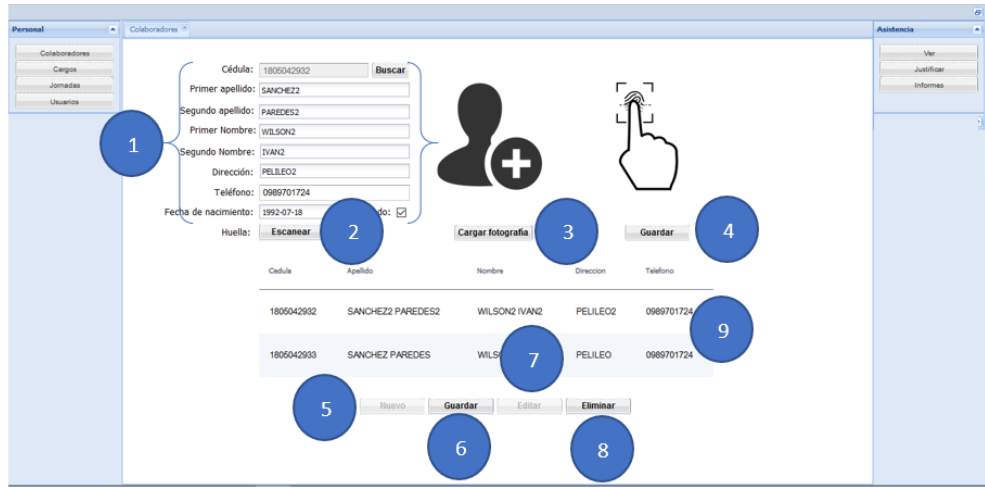 Personal
Colaboradores
Asistencia
Colaboradores
Cargos
Jornadas
Usuarios
Ver
Justificar
Informes
1
Cédula: 1805042932 Buscar
Primer apellido: SANCHEZ2
Segundo apellido: PAREDES2
Primer Nombre: WILSON2
Segundo Nombre: IVAN2
Dirección: PELILEO2
Teléfono: 0989701724
Fecha de nacimiento: 1992-07-18 do:
Huella: Escanear 2 Cargar fotografia 3 Guardar 4
Cedula Apellido Nombre Direccion Telefono
1805042932 SANCHEZ2 PAREDES2 WILSON2 IVAN2 PELILEO2 0989701724
9
1805042933 SANCHEZ PAREDES WILS 7 PELILEO 0989701724
5 Nuevo Guardar Editar Eliminar
6 8